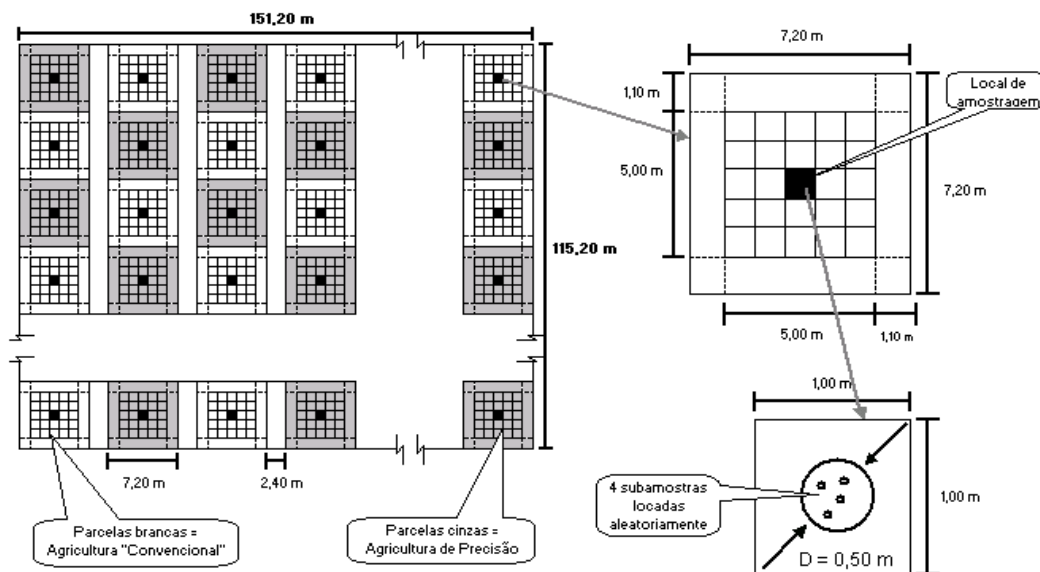 151,20 m
115,20 m
7,20 m
2,40 m
Parcelas brancas =
Agricultura "Convencional"
Parcelas cinzas =
Agricultura de Precisão
7,20 m
1,10 m
5,00 m
7,20 m
5,00 m
1,10 m
Local de
amostragem
1,00 m
1,00 m
4 subamostras
locadas
aleatoriamente
D = 0,50 m